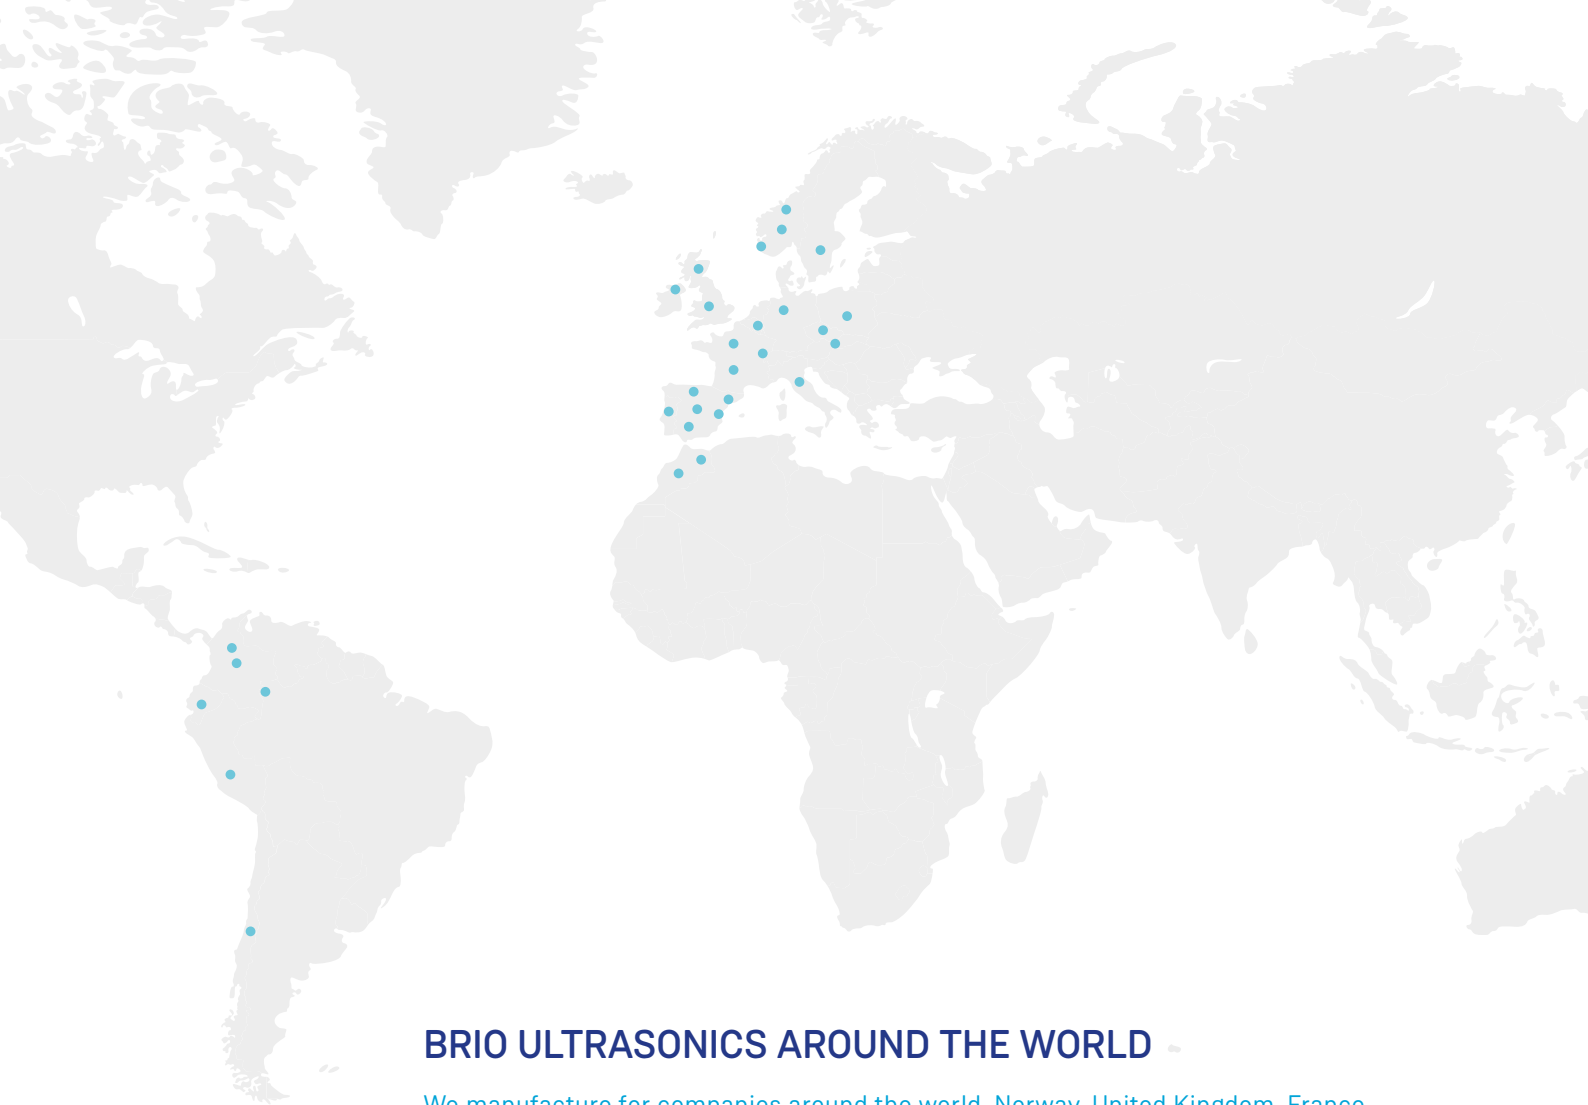 BRIO ULTRASONICS AROUND THE WORLD
We manufacture for companies around the world, Norway, United Kingdom, France,